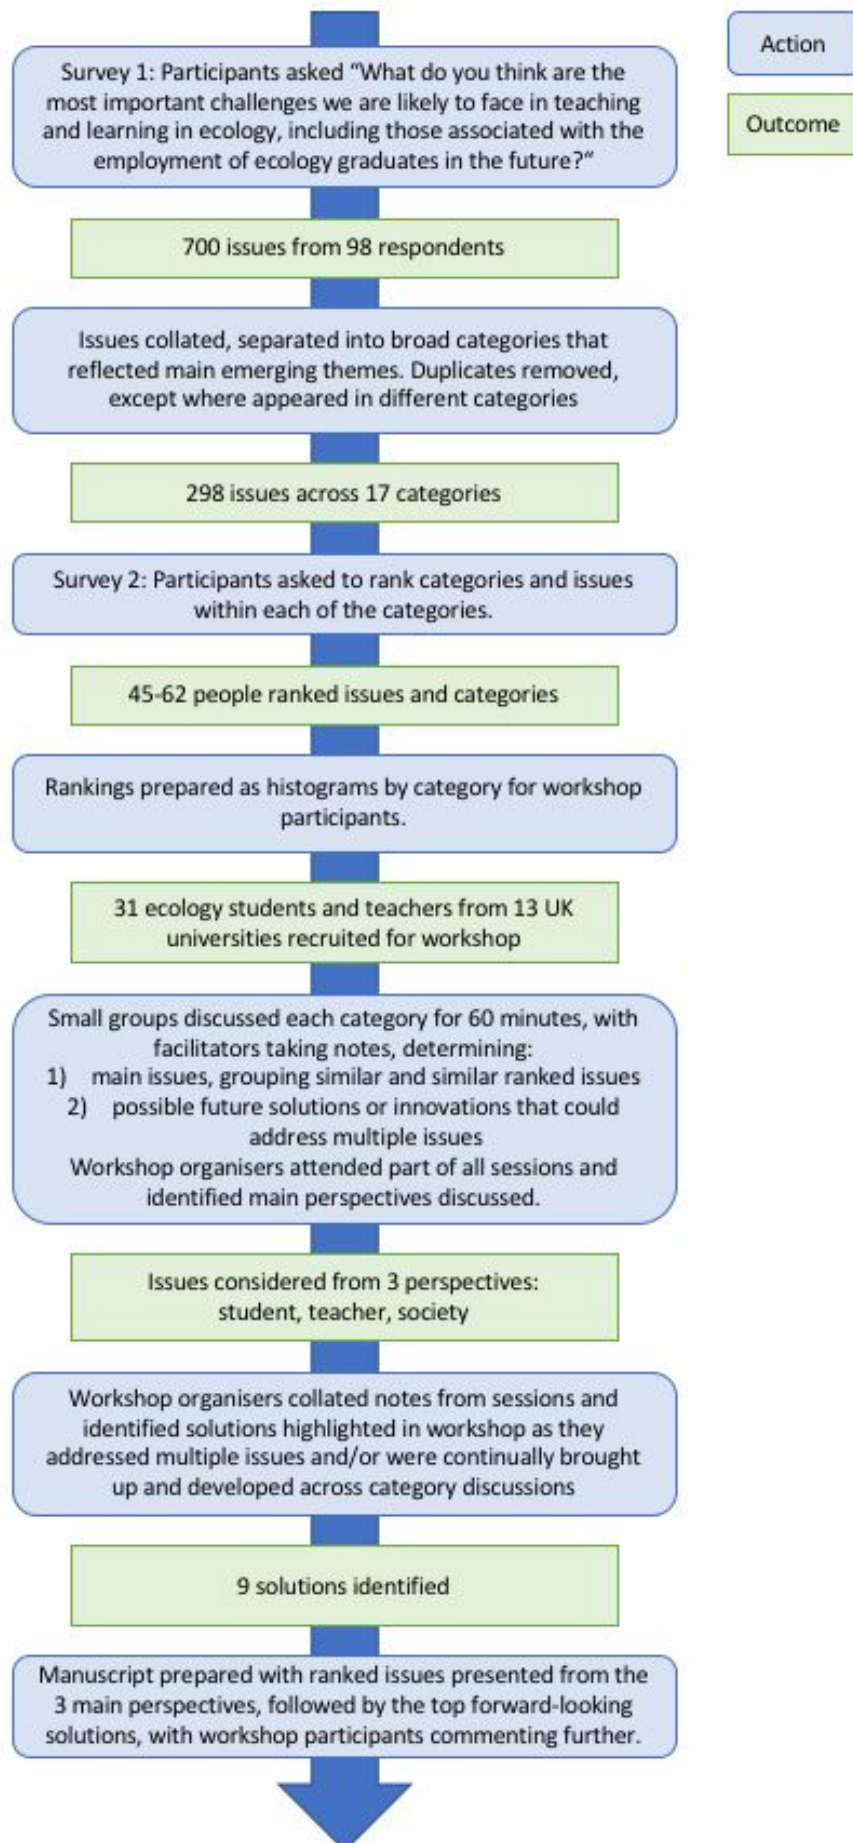 Survey 1: Participants asked “What do you think are the
most important challenges we are likely to face in teaching
and learning in ecology, including those associated with the
employment of ecology graduates in the future?“
Action
Outcome
700 issues from 98 respondents
Issues collated, separated into broad categories that
reflected main emerging themes. Duplicates removed,
except where appeared in different categories
298 issues across 17 categories
Survey 2: Participants asked to rank categories and issues
within each of the categories.
45-62 people ranked issues and categories
Rankings prepared as histograms by category for workshop
participants.
31 ecology students and teachers from 13 UK
universities recruited for workshop
Small groups discussed each category for 60 minutes, with
facilitators taking notes, determining:
1) main issues, grouping similar and similar ranked issues
2) possible future solutions or innovations that could
address multiple issues
Workshop organisers attended part of all sessions and
identified main perspectives discussed.
Issues considered from 3 perspectives:
student, teacher, society
Workshop organisers collated notes from sessions and
identified solutions highlighted in workshop as they
addressed multiple issues and/or were continually brought
up and developed across category discussions
9 solutions identified
Manuscript prepared with ranked issues presented from the
3 main perspectives, followed by the top forward-looking
solutions, with workshop participants commenting further.